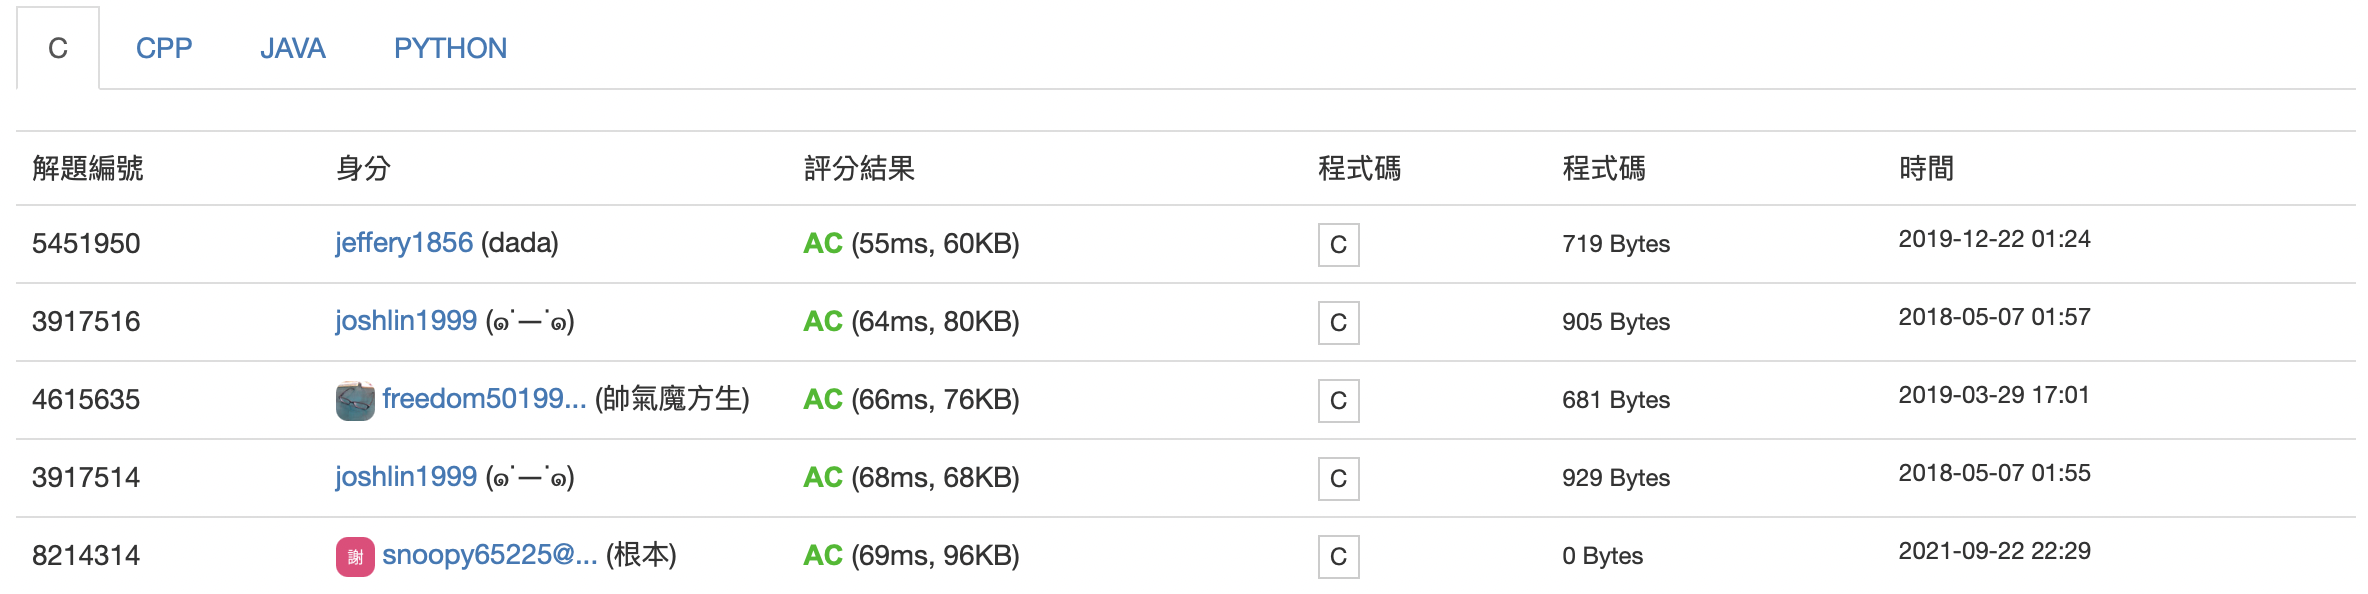 C CPP JAVA PYTHON
解題編號 身分 評分結果 程式碼 程式碼 時間
5451950 jeffery1856 (dada) AC (55ms, 60KB) C 719 Bytes 2019-12-22 01:24
3917516 joshlin1999 (๑˙—˙๑) AC (64ms, 80KB) C 905 Bytes 2018-05-07 01:57
4615635 freedom50199... (帥氣魔方生) AC (66ms, 76KB) C 681 Bytes 2019-03-29 17:01
3917514 joshlin1999 (๑˙—˙๑) AC (68ms, 68KB) C 929 Bytes 2018-05-07 01:55
8214314 謝 snoopy65225@... (根本) AC (69ms, 96KB) C 0 Bytes 2021-09-22 22:29